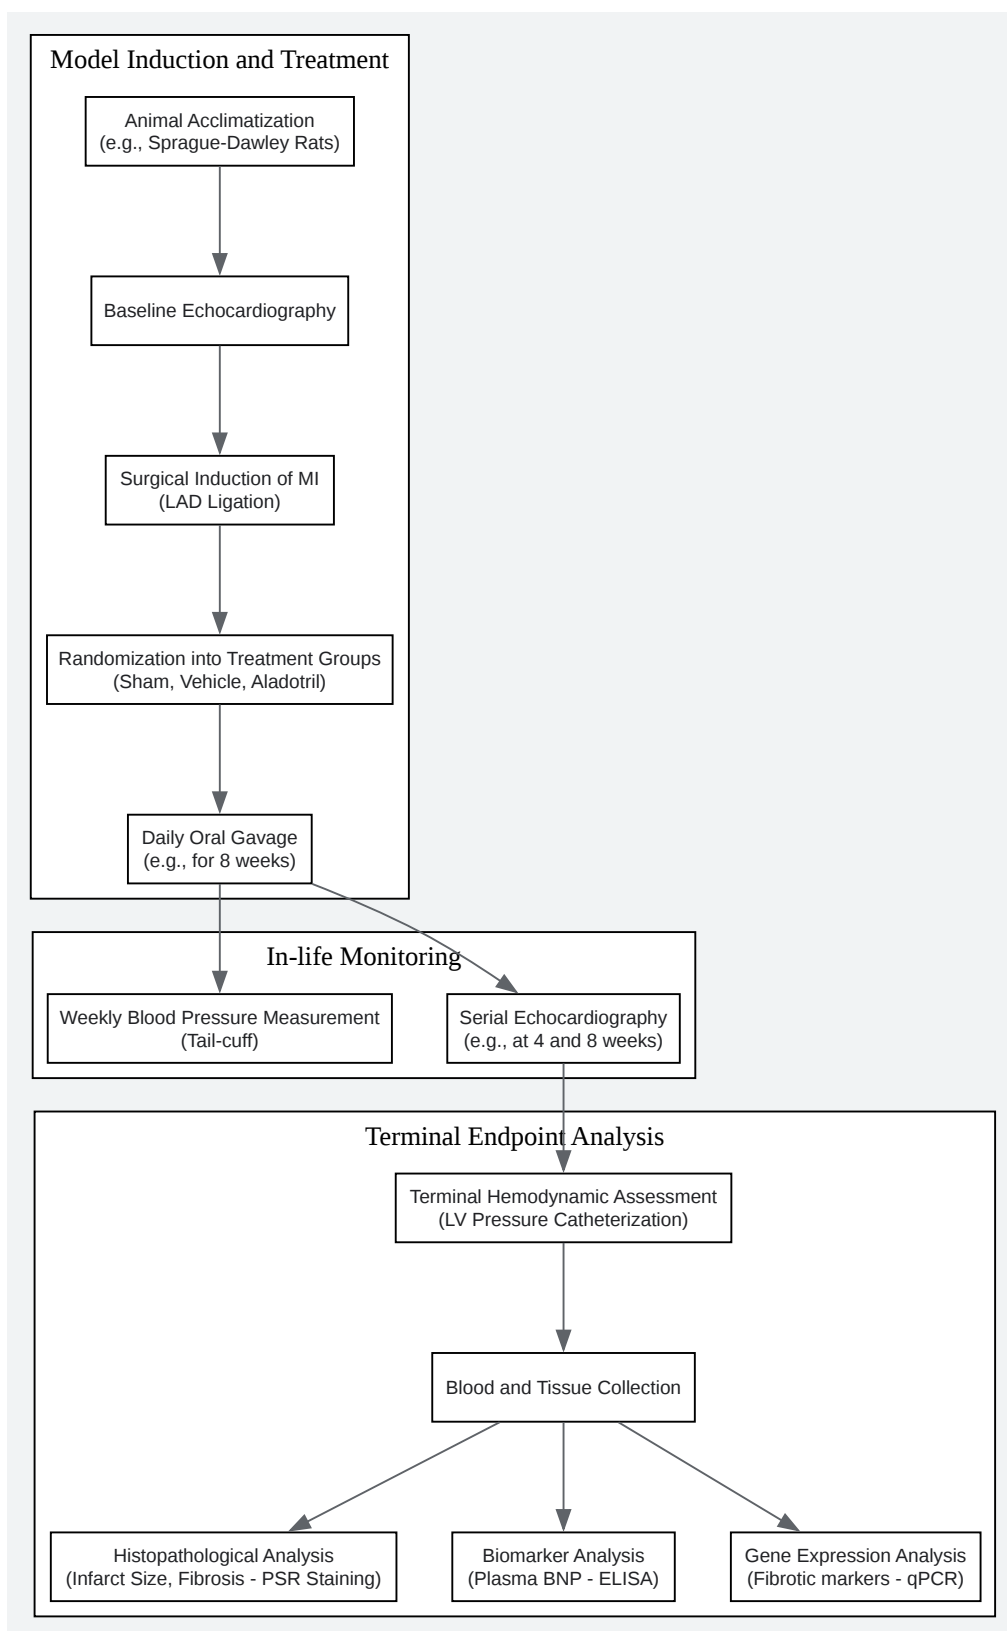 Model Induction and Treatment
Animal Acclimatization
(e.g., Sprague-Dawley Rats)
Baseline Echocardiography
Surgical Induction of MI
(LAD Ligation)
Randomization into Treatment Groups
(Sham, Vehicle, Aladotril)
Daily Oral Gavage
(e.g., for 8 weeks)
In-life Monitoring
Weekly Blood Pressure Measurement
(Tail-cuff)
Serial Echocardiography
(e.g., at 4 and 8 weeks)
Terminal Endpoint Analysis
Terminal Hemodynamic Assessment
(LV Pressure Catheterization)
Blood and Tissue Collection
Histopathological Analysis
(Infarct Size, Fibrosis - PSR Staining)
Biomarker Analysis
(Plasma BNP - ELISA)
Gene Expression Analysis
(Fibrotic markers - qPCR)